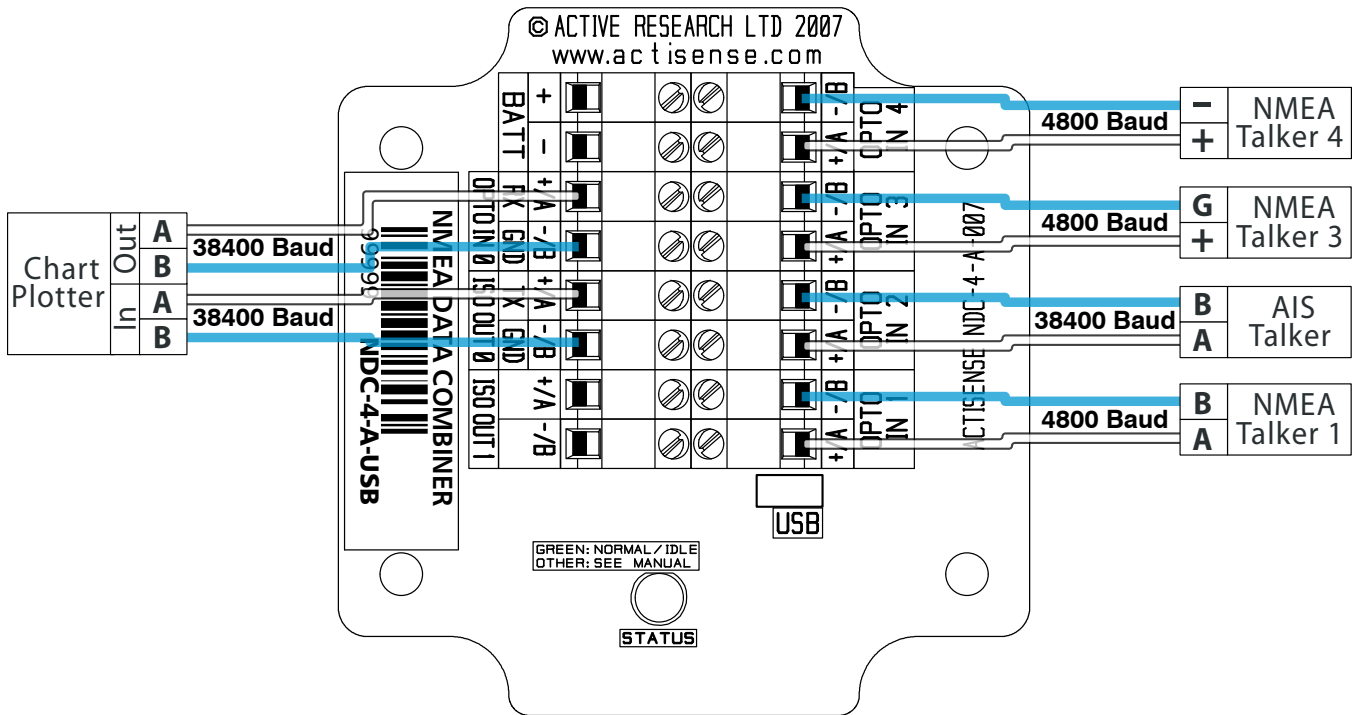 © ACTIVE RESEARCH LTD 2007
www.actisense.com
BATT
+
-
OPTO IN 0
RX
GND
+/A
-/B
ISO OUT 0
TX
GND
+/A
-/B
ISO OUT 1
+/A
-/B
-/B
+/A
OPTO
IN 4
-/B
+/A
OPTO
IN 3
-/B
+/A
OPTO
IN 2
-/B
+/A
OPTO
IN 1
ACTISENSE NDC-4-A-007
NMEA DATA COMBINER
NDC-4-A-USB
Chart
Plotter
Out
A
B
In
A
B
38400 Baud
38400 Baud
4800 Baud
-
+
NMEA
Talker 4
4800 Baud
G
+
NMEA
Talker 3
38400 Baud
B
A
AIS
Talker
4800 Baud
B
A
NMEA
Talker 1
USB
GREEN: NORMAL/IDLE
OTHER: SEE MANUAL
STATUS